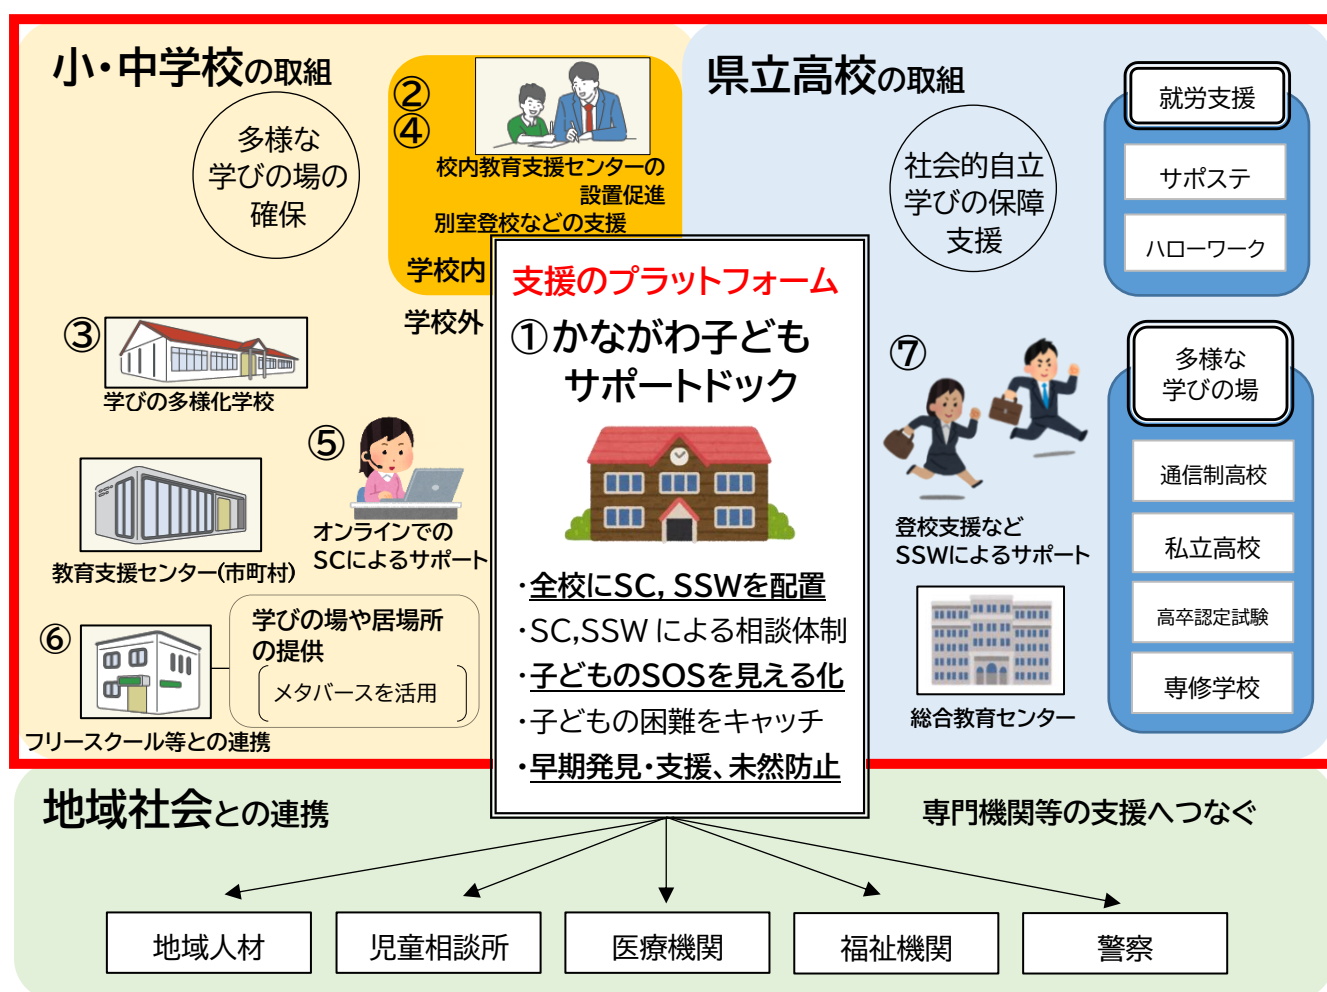 小・中学校の取組
多様な
学びの場の
確保
②
④
校内教育支援センターの
設置促進
別室登校などの支援
学校内
学校外
③
学びの多様化学校
教育支援センター(市町村)
⑤
オンラインでの
SCによるサポート
⑥
学びの場や居場所
の提供
メタバースを活用
フリースクール等との連携
支援のプラットフォーム
①かながわ子ども
サポートドック
・全校にSC, SSWを配置
・SC,SSW による相談体制
・子どものSOSを見える化
・子どもの困難をキャッチ
・早期発見・支援、未然防止
県立高校の取組
社会的自立
学びの保障
支援
就労支援
サポステ
ハローワーク
⑦
登校支援など
SSWによるサポート
総合教育センター
多様な
学びの場
通信制高校
私立高校
高卒認定試験
専修学校
地域社会との連携
専門機関等の支援へつなぐ
地域人材
児童相談所
医療機関
福祉機関
警察